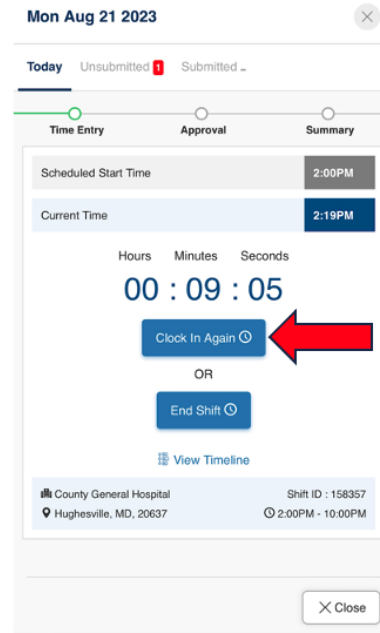 Mon Aug 21 2023
Today Unsubmitted 1 Submitted
Time Entry Approval Summary
Scheduled Start Time 2:00PM
Current Time 2:19PM
Hours Minutes Seconds
00 : 09 : 05
Clock In Again
OR
End Shift
View Timeline
County General Hospital Shift ID : 158357
Hughesville, MD, 20637 2:00PM - 10:00PM
Close